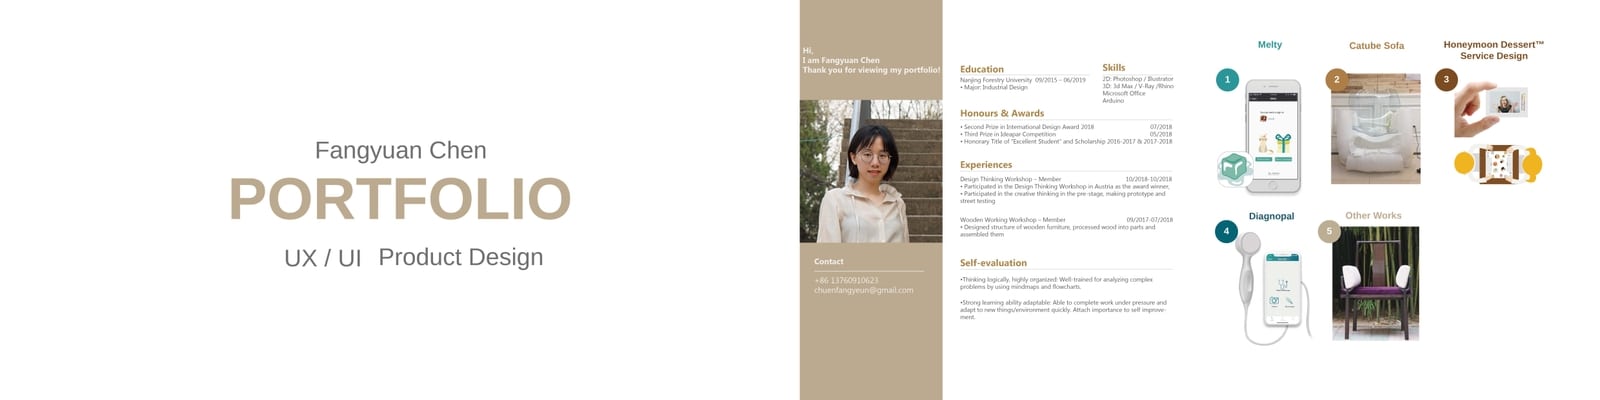 Fangyuan Chen
PORTFOLIO
UX / UI Product Design
Hi,
I am Fangyuan Chen
Thank you for viewing my portfolio!
Contact
+86 13760910623
chuenfangyeun@gmail.com
Education
Nanjing Forestry University 09/2015 – 06/2019
• Major: Industrial Design
Skills
2D: Photoshop / Illustrator
3D: 3d Max / V-Ray /Rhino
Microsoft Office
Arduino
Honours & Awards
• Second Prize in International Design Award 2018 07/2018
• Third Prize in Ideapar Competition 05/2018
• Honorary Title of "Excellent Student" and Scholarship 2016-2017 & 2017-2018
Experiences
Design Thinking Workshop – Member 10/2018-10/2018
• Participated in the Design Thinking Workshop in Austria as the award winner,
• Participated in the creative thinking in the pre-stage, making prototype and
street testing
Wooden Working Workshop – Member 09/2017-07/2018
• Designed structure of wooden furniture, processed wood into parts and
assembled them
Self-evaluation
•Thinking logically, highly organized: Well-trained for analyzing complex
problems by using mindmaps and flowcharts.
•Strong learning ability adaptable: Able to complete work under pressure and
adapt to new things/environment quickly. Attach importance to self improve-
ment.
Melty
1
Catube Sofa
2
Honeymoon Dessert™
Service Design
3
Diagnopal
4
Other Works
5